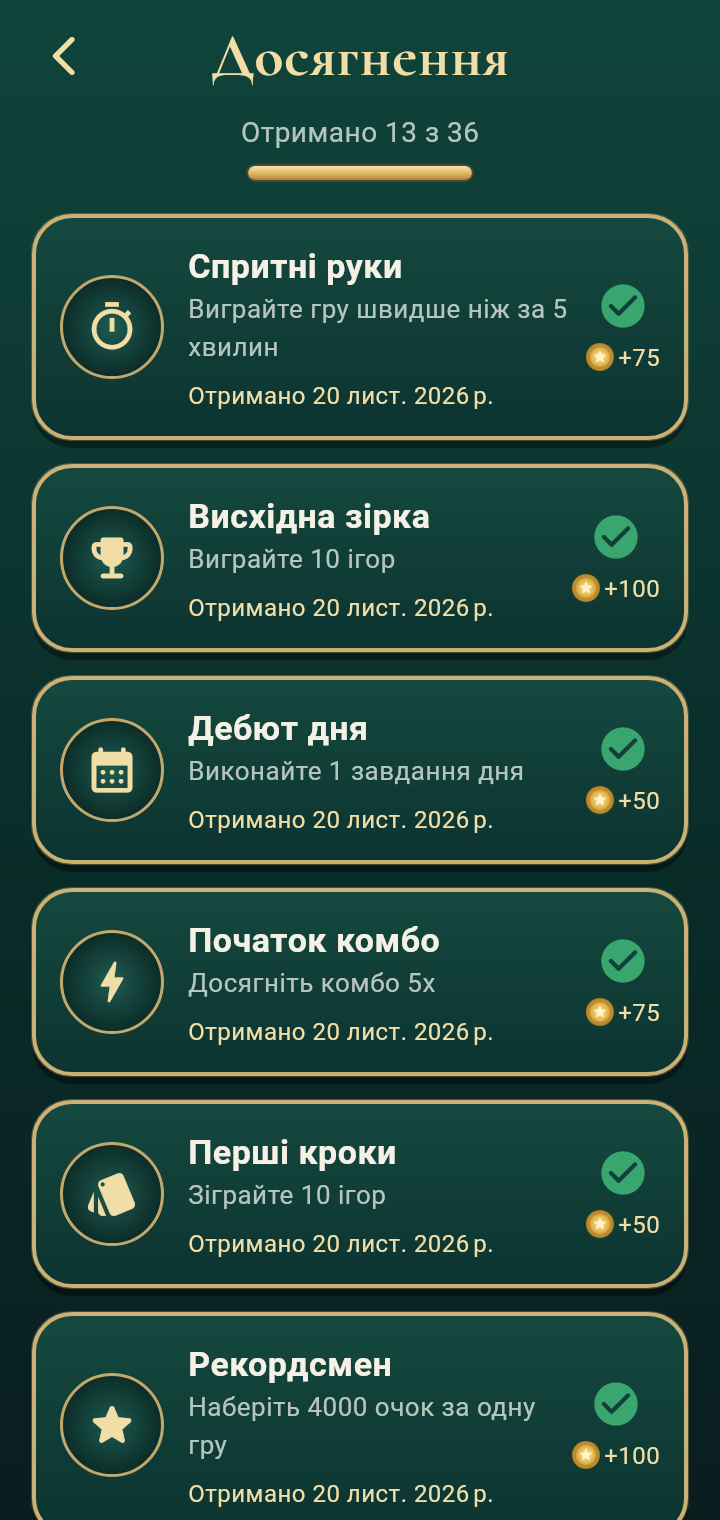 Досягнення
Отримано 13 з 36
Спритні руки
Виграйте гру швидше ніж за 5
хвилин
+75
Отримано 20 лист. 2026 р.
Висхідна зірка
Виграйте 10 ігор
+100
Отримано 20 лист. 2026 р.
Дебют дня
Виконайте 1 завдання дня
+50
Отримано 20 лист. 2026 р.
Початок комбо
Досягніть комбо 5x
+75
Отримано 20 лист. 2026 р.
Перші кроки
Зіграйте 10 ігор
+50
Отримано 20 лист. 2026 р.
Рекордсмен
Наберіть 4000 очок за одну
гру
+100
Отримано 20 лист. 2026 р.